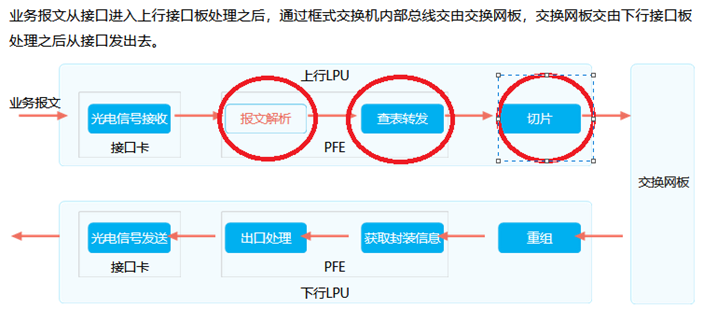 业务报文从接口进入上行接口板处理之后，通过框式交换机内部总线交由交换网板，交换网板交由下行接口板
处理之后从接口发出去。
上行LPU
业务报文
光电信号接收
报文解析
查表转发
切片
接口卡
PFE
交换网板
光电信号发送
出口处理
获取封装信息
重组
接口卡
PFE
下行LPU